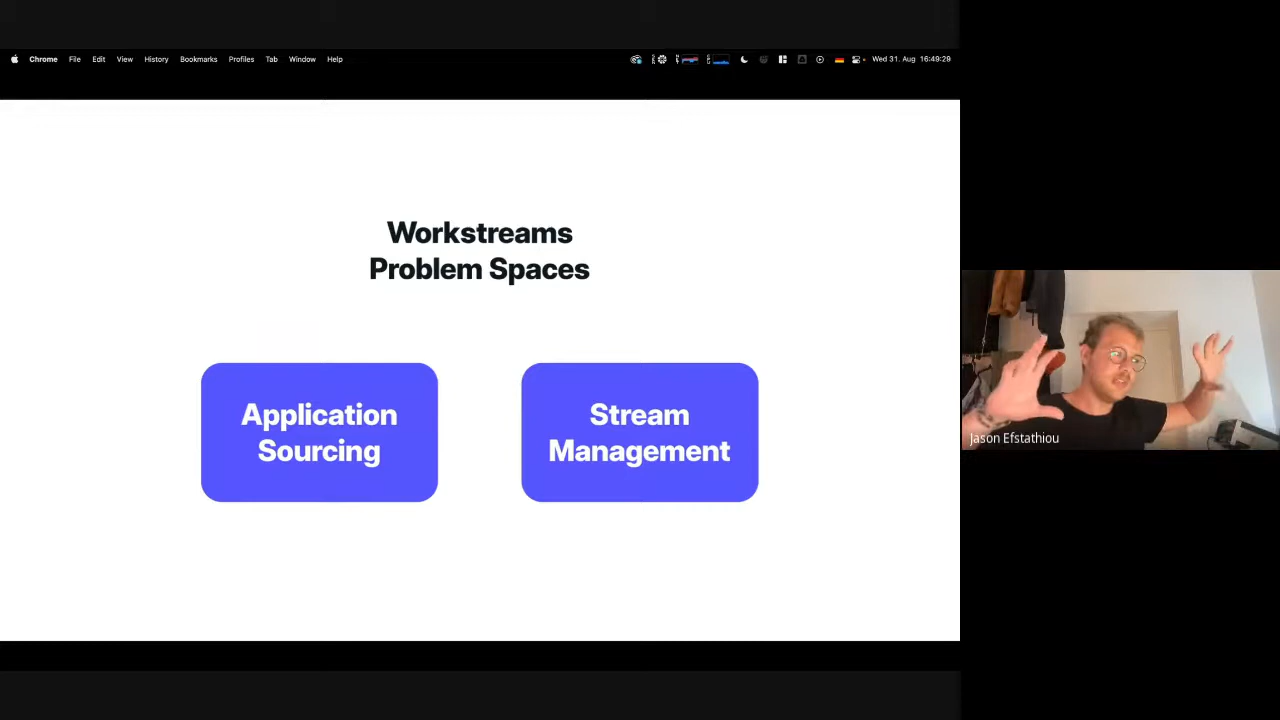 Chrome File Edit View History Bookmarks Profiles Tab Window Help Wed 31. Aug 16:49:29
Workstreams
Problem Spaces
Application
Sourcing
Stream
Management
Jason Efstathiou